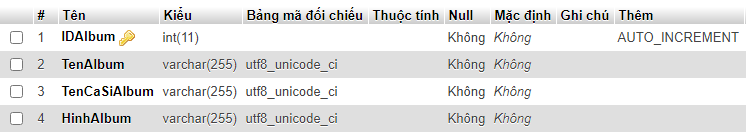 # Tên Kiểu Bảng mã đối chiếu Thuộc tính Null Mặc định Ghi chú Thêm
1 IDAlbum int(11) Không Không AUTO_INCREMENT
2 TenAlbum varchar(255) utf8_unicode_ci Không Không
3 TenCaSiAlbum varchar(255) utf8_unicode_ci Không Không
4 HinhAlbum varchar(255) utf8_unicode_ci Không Không